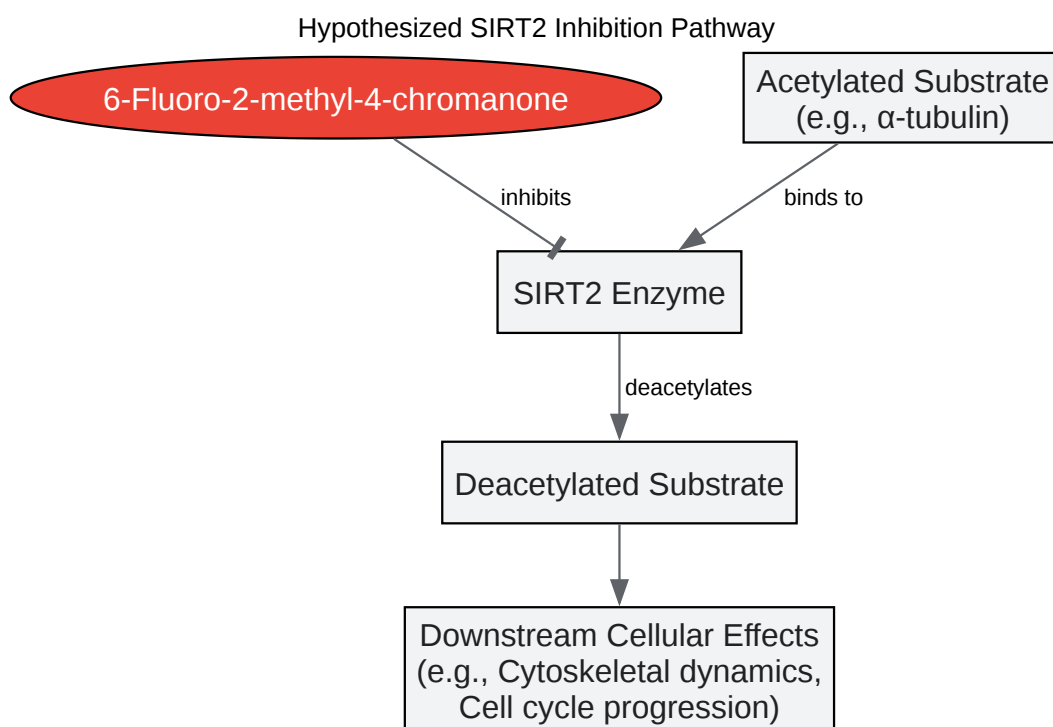 Hypothesized SIRT2 Inhibition Pathway
6-Fluoro-2-methyl-4-chromanone
Acetylated Substrate
(e.g., α-tubulin)
inhibits
binds to
SIRT2 Enzyme
deacetylates
Deacetylated Substrate
Downstream Cellular Effects
(e.g., Cytoskeletal dynamics,
Cell cycle progression)